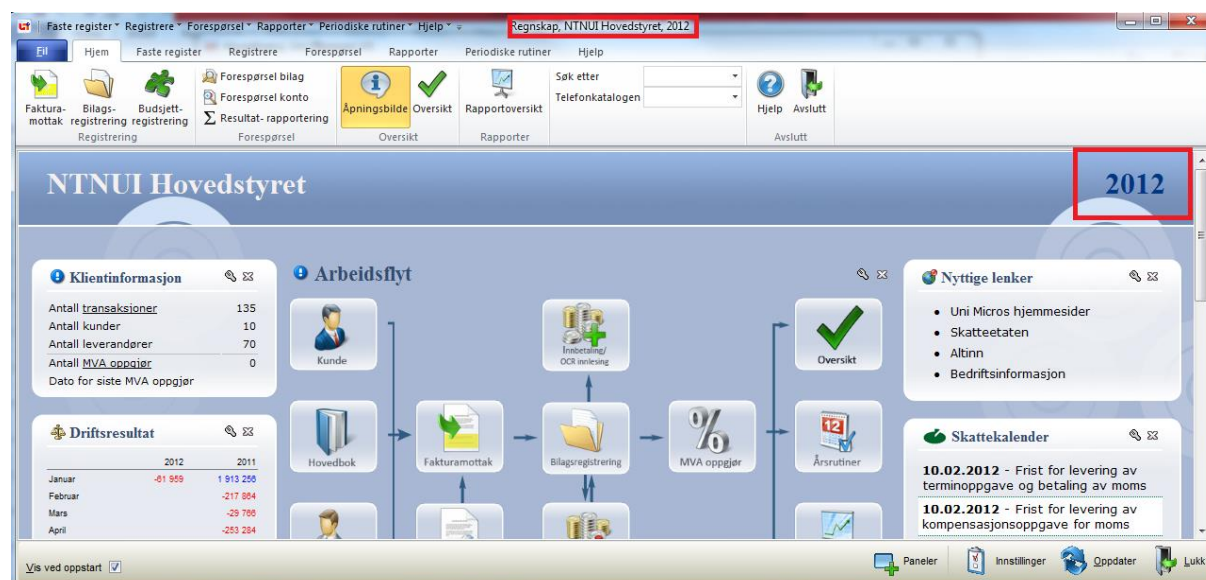 Faste register Registrere Forespørsel Rapporter Periodiske rutiner Hjelp Regnskap, NTNUI Hovedstyret, 2012
Fil Hjem Faste register Registrere Forespørsel Rapporter Periodiske rutiner Hjelp
Faktura-
mottak
Bilags-
registrering
Budsjett-
registrering
Registrering
Forespørsel bilag
Forespørsel konto
Resultat- rapportering
Forespørsel
Åpningsbilde Oversikt
Oversikt
Rapportoversikt
Rapporter
Søk etter
Telefonkatalogen
Hjelp Avslutt
Avslutt
NTNUI Hovedstyret 2012
Klientinformasjon
Antall transaksjoner 135
Antall kunder 10
Antall leverandører 70
Antall MVA oppgjør 0
Dato for siste MVA oppgjør
Driftsresultat
2012 2011
Januar -61 959 1 913 256
Februar -217 864
Mars -29 766
April -253 284
Arbeidsflyt
Kunde
Innbetaling/
OCR innlesing
Oversikt
Hovedbok
Fakturamottak
Bilagsregistrering
MVA oppgjør
12
Årsrutiner
Nyttige lenker
Uni Micros hjemmesider
Skatteetaten
Altinn
Bedriftsinformasjon
Skattekalender
10.02.2012 - Frist for levering av
terminoppgave og betaling av moms
10.02.2012 - Frist for levering av
kompensasjonsoppgave for moms
Vis ved oppstart
Paneler Innstillinger Oppdater Lukk